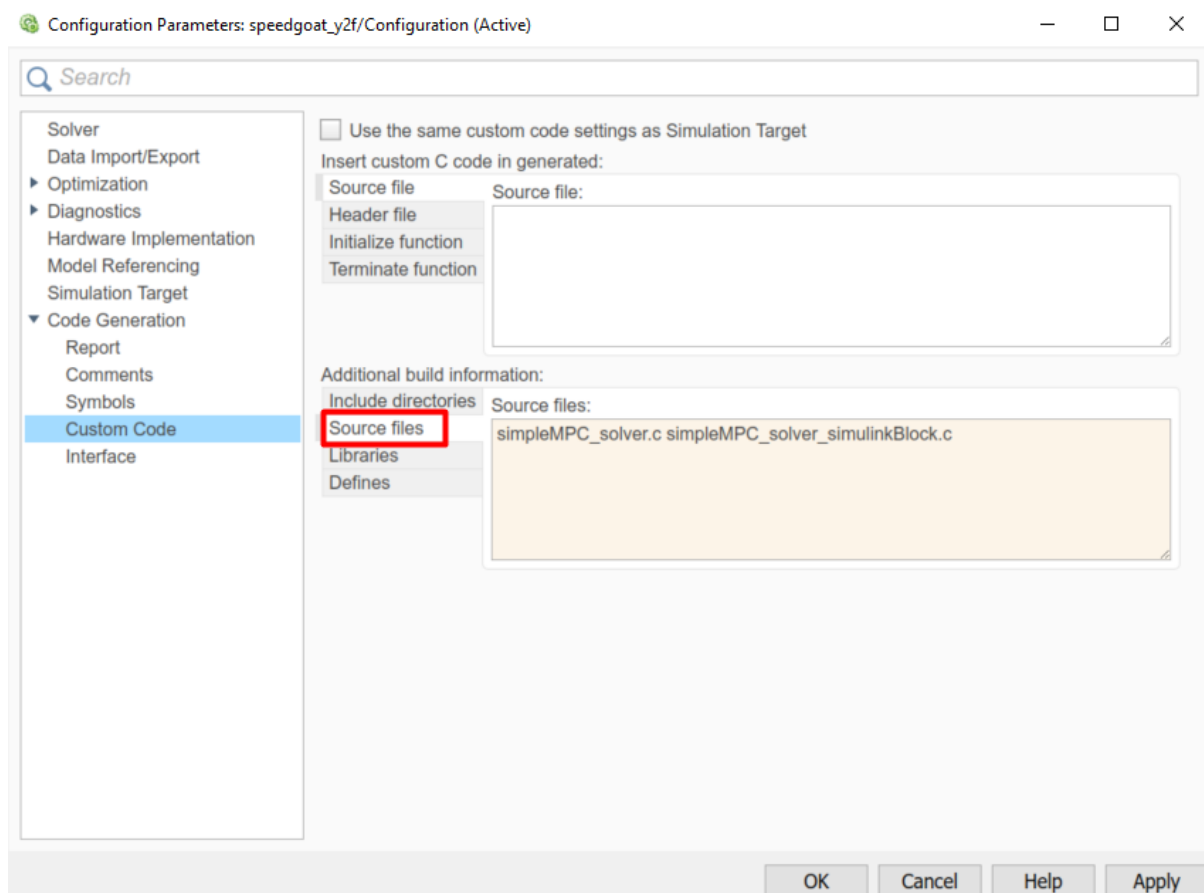 Configuration Parameters: speedgoat_y2f/Configuration (Active)
Search
Solver
Data Import/Export
Optimization
Diagnostics
Hardware Implementation
Model Referencing
Simulation Target
Code Generation
Report
Comments
Symbols
Custom Code
Interface
Use the same custom code settings as Simulation Target
Insert custom C code in generated:
Source file
Header file
Initialize function
Terminate function
Source file:
Additional build information:
Include directories
Source files
Libraries
Defines
Source files:
simpleMPC_solver.c simpleMPC_solver_simulinkBlock.c
OK
Cancel
Help
Apply